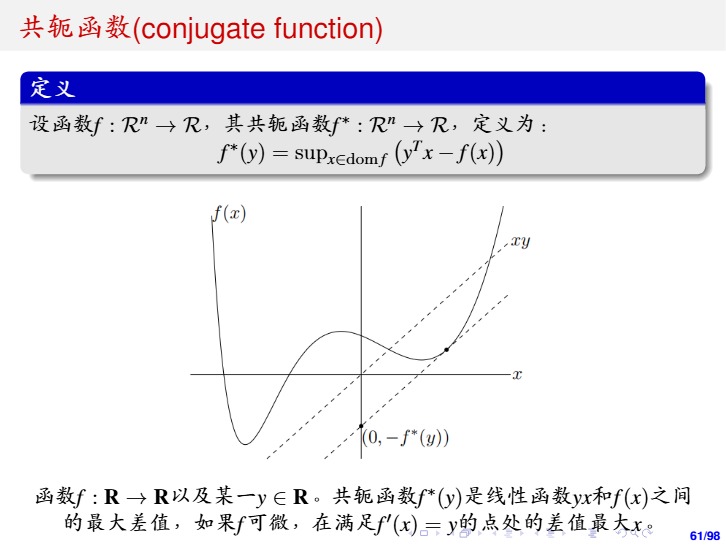 共轭函数(conjugate function)
定义
设函数f : Rⁿ → R，其共轭函数f* : Rⁿ → R，定义为：
f*(y) = sup_{x∈dom f} (yᵀx − f(x))
f(x)
xy
x
(0, −f*(y))
函数f : R → R以及某一y ∈ R。共轭函数f*(y)是线性函数yx和f(x)之间
的最大差值，如果f可微，在满足f′(x) = y的点处的差值最大x。
61/98